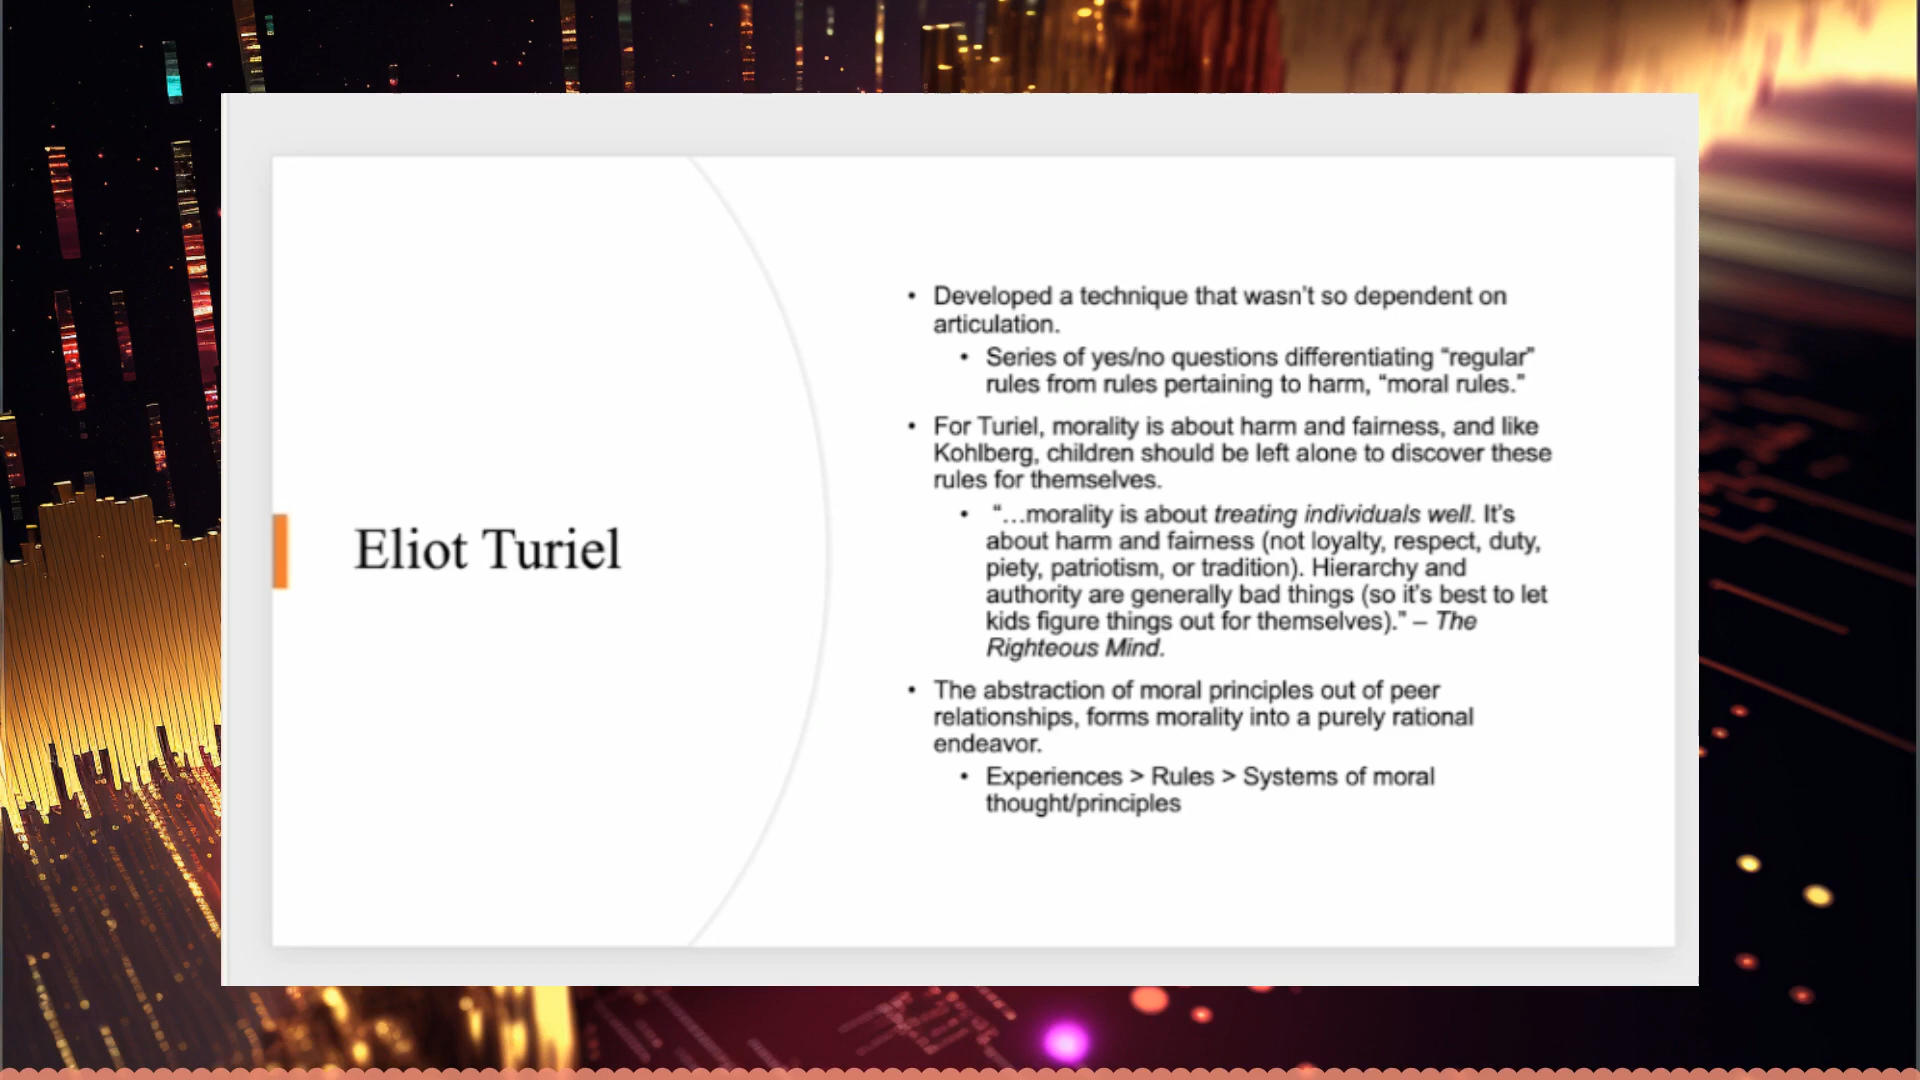 Eliot Turiel
• Developed a technique that wasn't so dependent on
articulation.
• Series of yes/no questions differentiating “regular”
rules from rules pertaining to harm, “moral rules.”
• For Turiel, morality is about harm and fairness, and like
Kohlberg, children should be left alone to discover these
rules for themselves.
• “…morality is about treating individuals well. It's
about harm and fairness (not loyalty, respect, duty,
piety, patriotism, or tradition). Hierarchy and
authority are generally bad things (so it's best to let
kids figure things out for themselves).” – The
Righteous Mind.
• The abstraction of moral principles out of peer
relationships, forms morality into a purely rational
endeavor.
• Experiences > Rules > Systems of moral
thought/principles